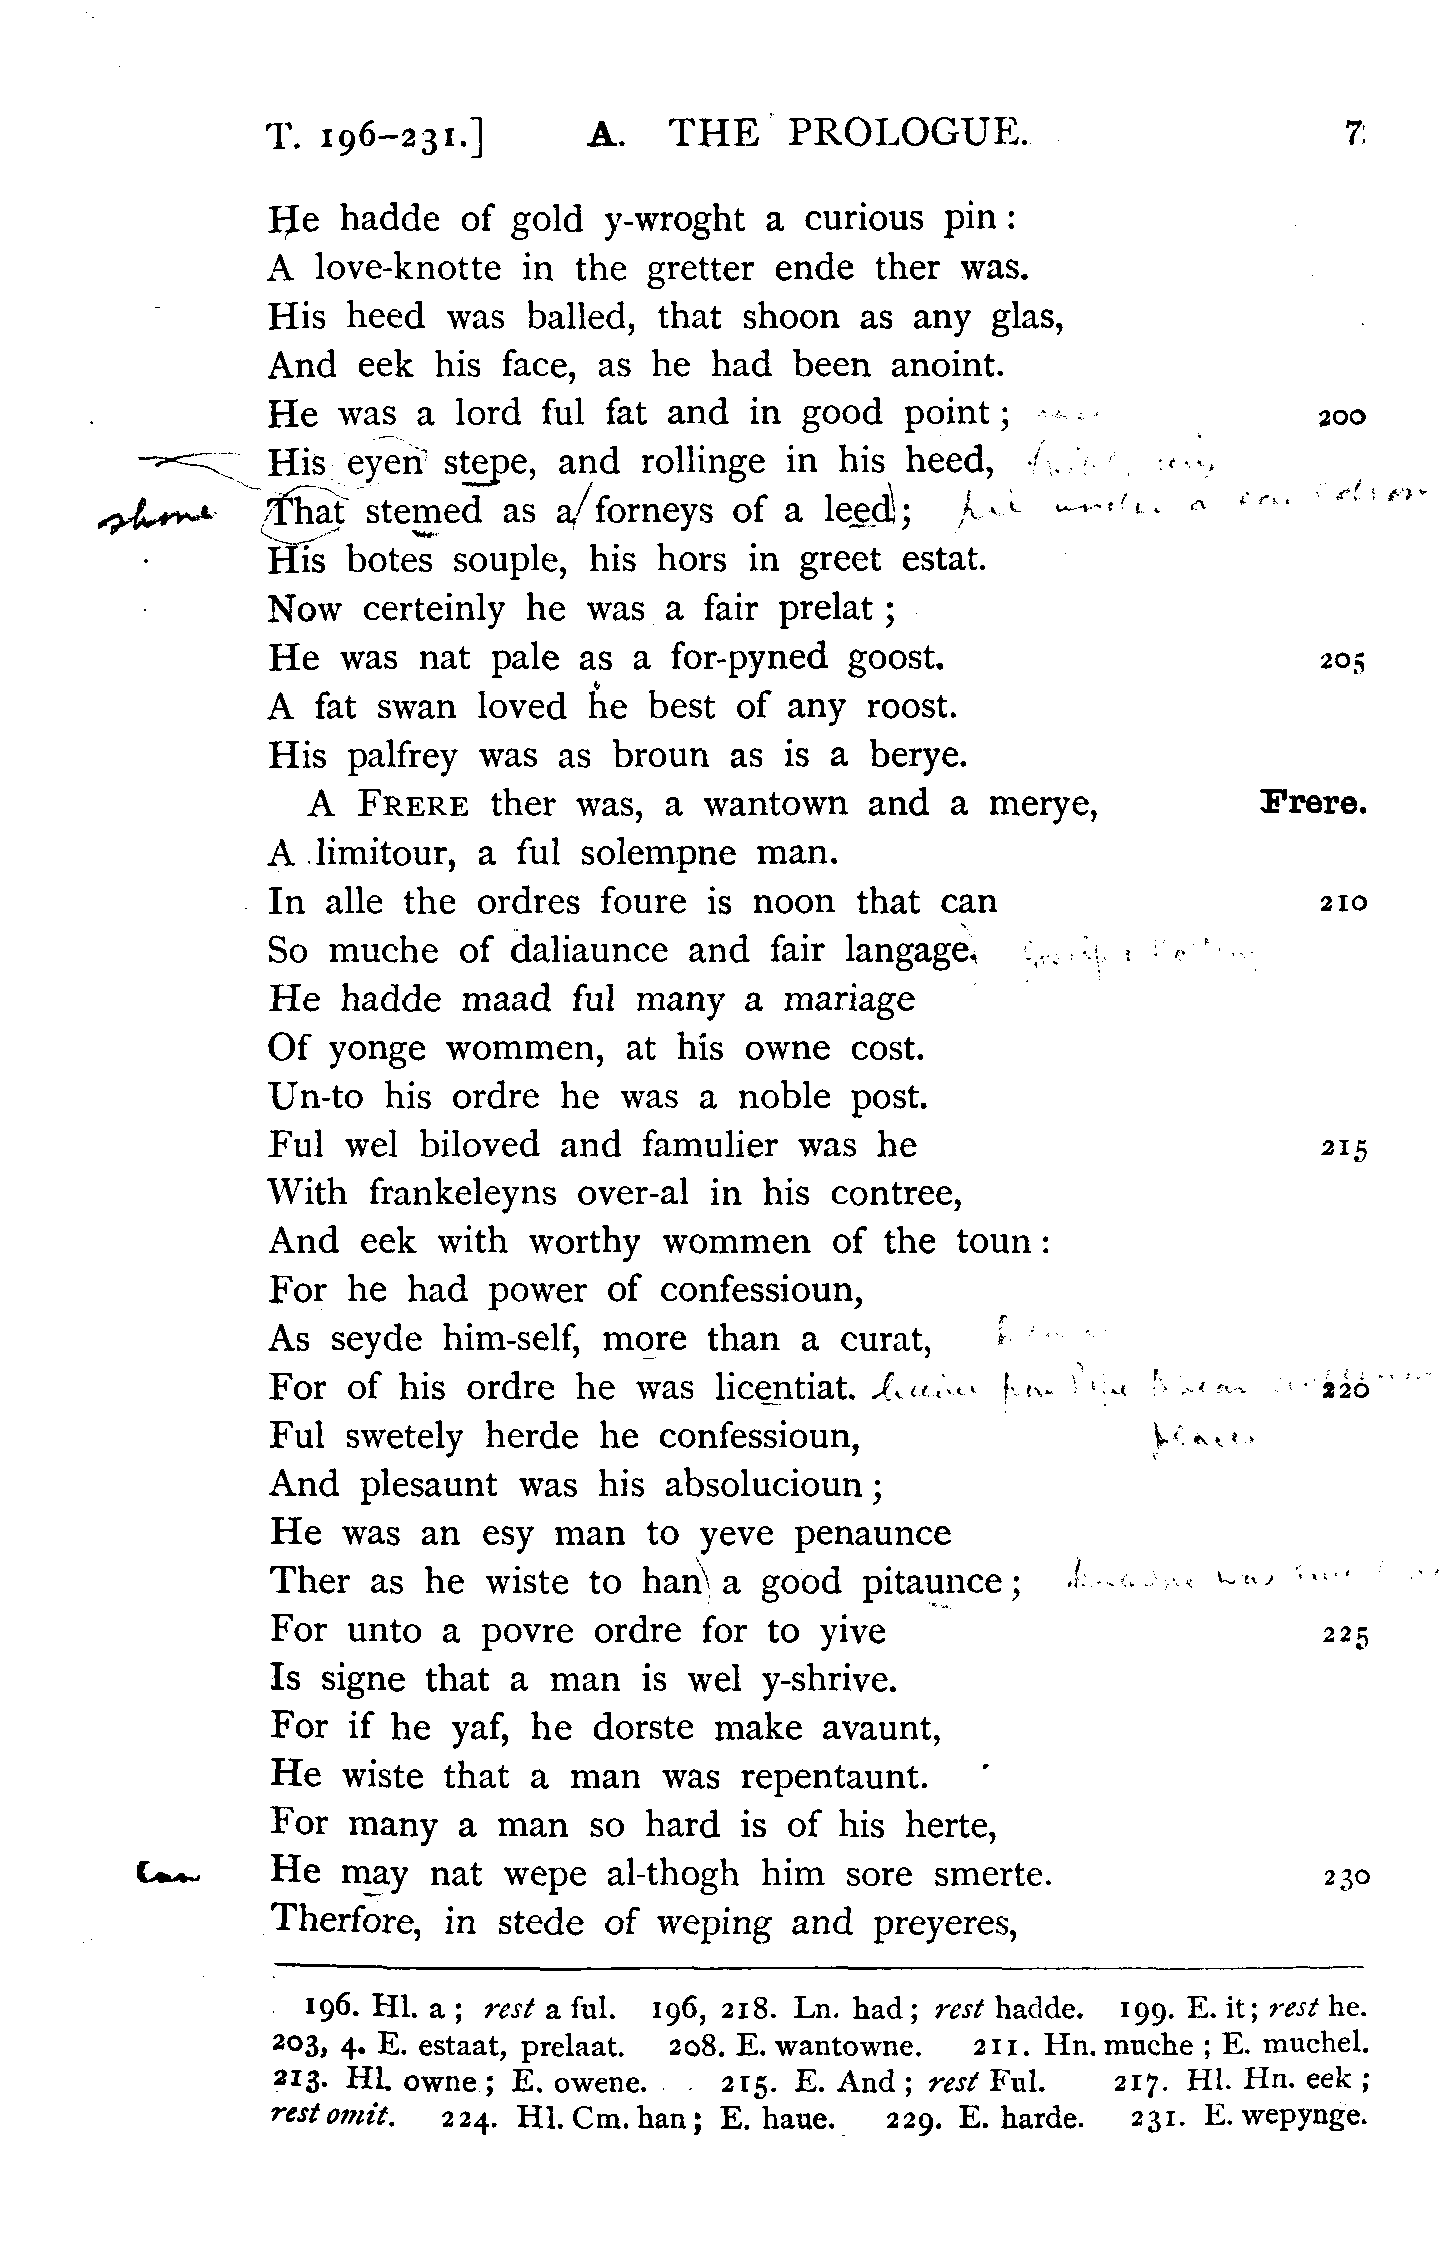 T. 196–231.] A. THE PROLOGUE. 7
He hadde of gold y-wroght a curious pin :
A love-knotte in the gretter ende ther was.
His heed was balled, that shoon as any glas,
And eek his face, as he had been anoint.
He was a lord ful fat and in good point ; 200
His eyen stepe, and rollinge in his heed,
shone That stemed as a forneys of a leed ;
His botes souple, his hors in greet estat.
Now certeinly he was a fair prelat ;
He was nat pale as a for-pyned goost. 205
A fat swan loved he best of any roost.
His palfrey was as broun as is a berye.
A FRERE ther was, a wantown and a merye, Frere.
A limitour, a ful solempne man.
In alle the ordres foure is noon that can 210
So muche of daliaunce and fair langage.
He hadde maad ful many a mariage
Of yonge wommen, at his owne cost.
Un-to his ordre he was a noble post.
Ful wel biloved and famulier was he 215
With frankeleyns over-al in his contree,
And eek with worthy wommen of the toun :
For he had power of confessioun,
As seyde him-self, more than a curat,
For of his ordre he was licentiat. 220
Ful swetely herde he confessioun,
And plesaunt was his absolucioun ;
He was an esy man to yeve penaunce
Ther as he wiste to han a good pitaunce ;
For unto a povre ordre for to yive 225
Is signe that a man is wel y-shrive.
For if he yaf, he dorste make avaunt,
He wiste that a man was repentaunt.
For many a man so hard is of his herte,
Can He may nat wepe al-thogh him sore smerte. 230
Therfore, in stede of weping and preyeres,
196. Hl. a ; rest a ful. 196, 218. Ln. had ; rest hadde. 199. E. it ; rest he.
203, 4. E. estaat, prelaat. 208. E. wantowne. 211. Hn. muche ; E. muchel.
213. Hl. owne ; E. owene. 215. E. And ; rest Ful. 217. Hl. Hn. eek ;
rest omit. 224. Hl. Cm. han ; E. haue. 229. E. harde. 231. E. wepynge.